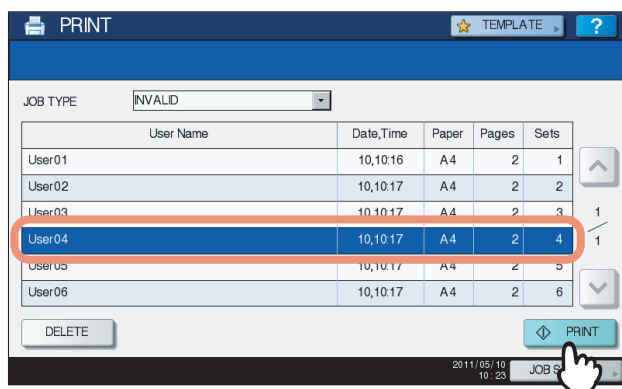 PRINT TEMPLATE ?
JOB TYPE INVALID
User Name Date,Time Paper Pages Sets
User01 10,10:16 A4 2 1
User02 10,10:17 A4 2 2
User03 10,10:17 A4 2 3
1
User04 10,10:17 A4 2 4
1
User05 10,10:17 A4 2 5
User06 10,10:17 A4 2 6
DELETE PRINT
2011/05/10
10:23
JOB